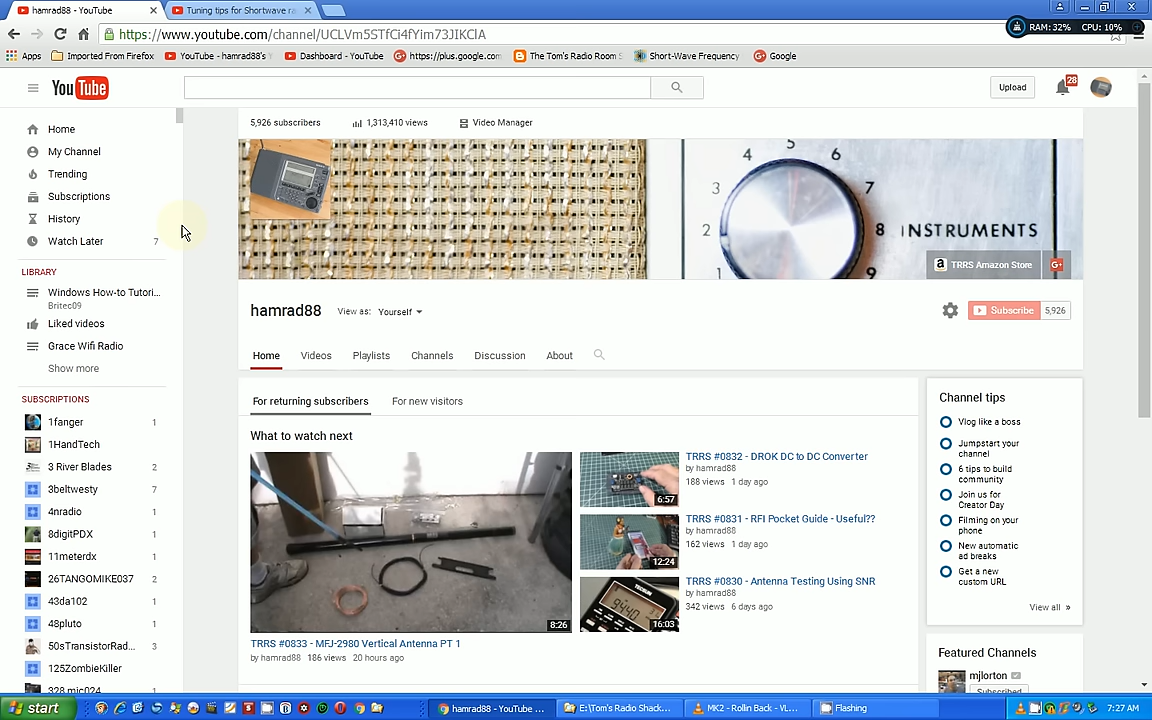 hamrad88 - YouTube
Tuning tips for Shortwave ra
https://www.youtube.com/channel/UCLVm5STfCi4fYim73JIKClA
RAM: 32% CPU: 10%
Apps
Imported From Firefox
YouTube - hamrad88's
Dashboard - YouTube
https://plus.google.com
The Tom's Radio Room S
Short-Wave Frequency
Google
YouTube
Upload
28
Home
My Channel
Trending
Subscriptions
History
Watch Later 7
LIBRARY
Windows How-to Tutori...
Britec09
Liked videos
Grace Wifi Radio
Show more
SUBSCRIPTIONS
1fanger 1
1HandTech
3 River Blades 2
3beltwesty 7
4nradio 1
8digitPDX 1
11meterdx 1
26TANGOMIKE037 2
43da102 1
48pluto 1
50sTransistorRad... 3
125ZombieKiller
328 mic024 1
5,926 subscribers
1,313,410 views
Video Manager
1 2 3 4 5 6 7 8 9
INSTRUMENTS
TRRS Amazon Store
G+
hamrad88
View as: Yourself
Subscribe 5,926
Home Videos Playlists Channels Discussion About
For returning subscribers
For new visitors
What to watch next
8:26
TRRS #0833 - MFJ-2980 Vertical Antenna PT 1
by hamrad88 186 views 20 hours ago
6:57
TRRS #0832 - DROK DC to DC Converter
by hamrad88
188 views 1 day ago
12:24
TRRS #0831 - RFI Pocket Guide - Useful??
by hamrad88
162 views 1 day ago
TECSUN
9440
16:03
TRRS #0830 - Antenna Testing Using SNR
by hamrad88
342 views 6 days ago
Channel tips
Vlog like a boss
Jumpstart your
channel
6 tips to build
community
Join us for
Creator Day
Filming on your
phone
New automatic
ad breaks
Get a new
custom URL
View all »
Featured Channels
mjlorton
Subscribed
start
hamrad88 - YouTube ...
E:\Tom's Radio Shack...
MK2 - Rollin Back - VL...
Flashing
7:27 AM